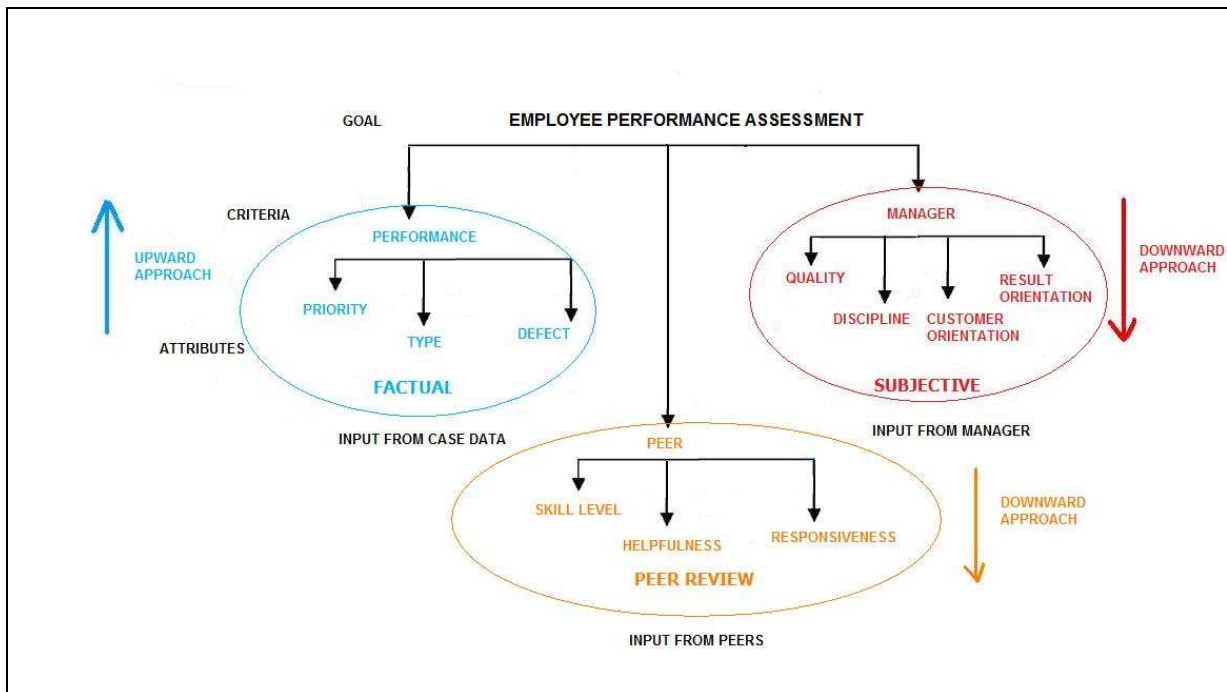 GOAL
EMPLOYEE PERFORMANCE ASSESSMENT
CRITERIA
PERFORMANCE
PRIORITY
TYPE
DEFECT
ATTRIBUTES
FACTUAL
INPUT FROM CASE DATA
UPWARD
APPROACH
MANAGER
QUALITY
DISCIPLINE
CUSTOMER
ORIENTATION
RESULT
ORIENTATION
SUBJECTIVE
INPUT FROM MANAGER
DOWNWARD
APPROACH
PEER
SKILL LEVEL
HELPFULNESS
RESPONSIVENESS
PEER REVIEW
INPUT FROM PEERS
DOWNWARD
APPROACH